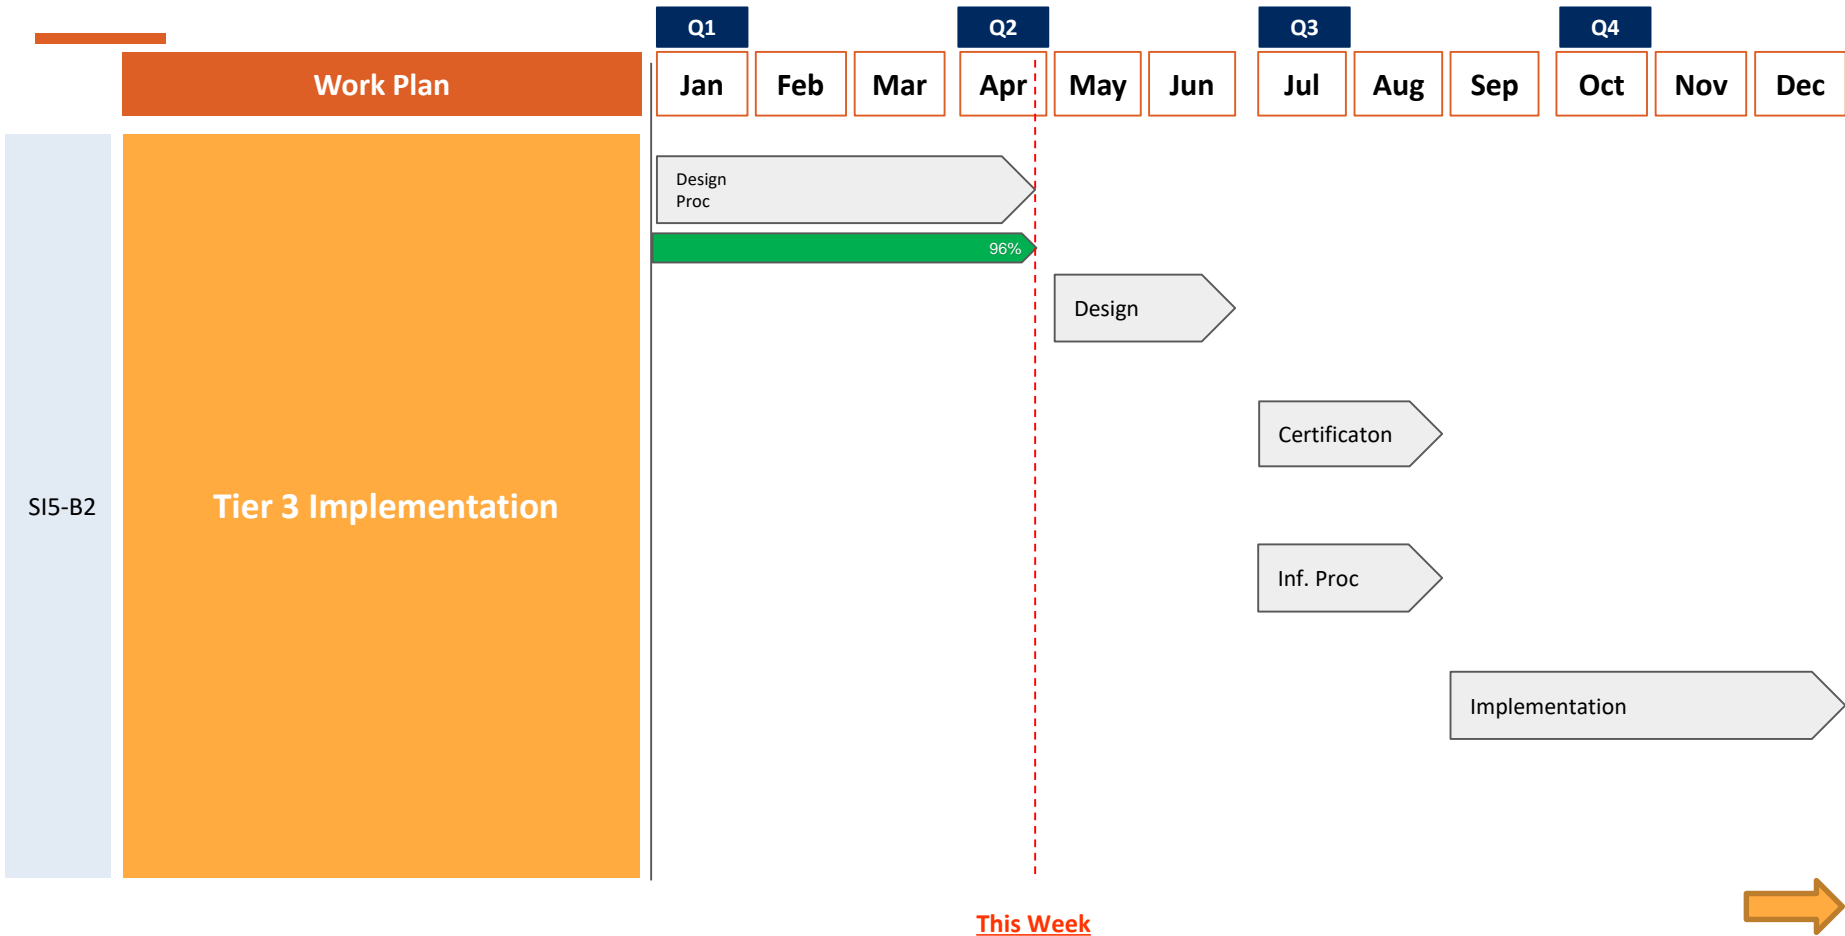 Q1 Q2 Q3 Q4
Work Plan Jan Feb Mar Apr May Jun Jul Aug Sep Oct Nov Dec
Design
Proc
96%
Design
Certificaton
SI5-B2
Tier 3 Implementation
Inf. Proc
Implementation
This Week